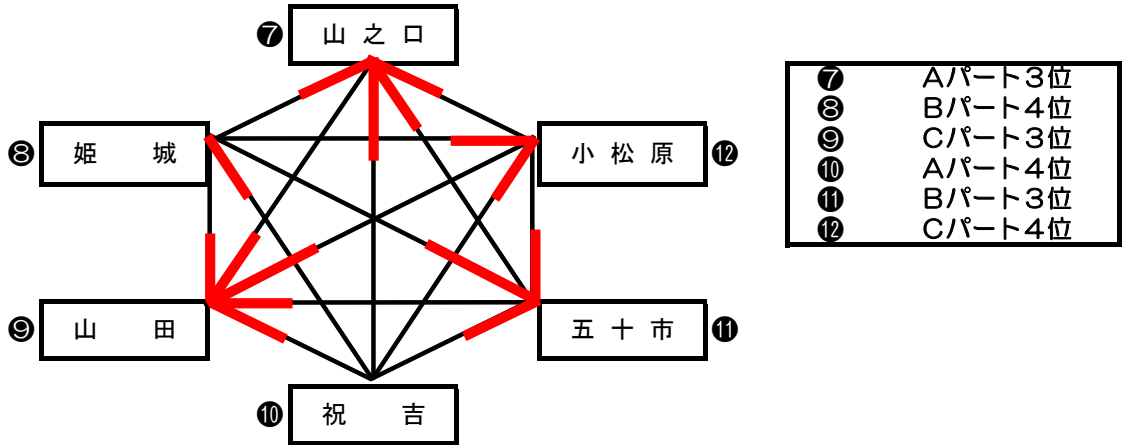 ❼ 山之口
❽ 姫城
小松原 ⓬
❾ 山田
五十市 ⓫
❿ 祝吉
❼ Aパート3位
❽ Bパート4位
❾ Cパート3位
❿ Aパート4位
⓫ Bパート3位
⓬ Cパート4位